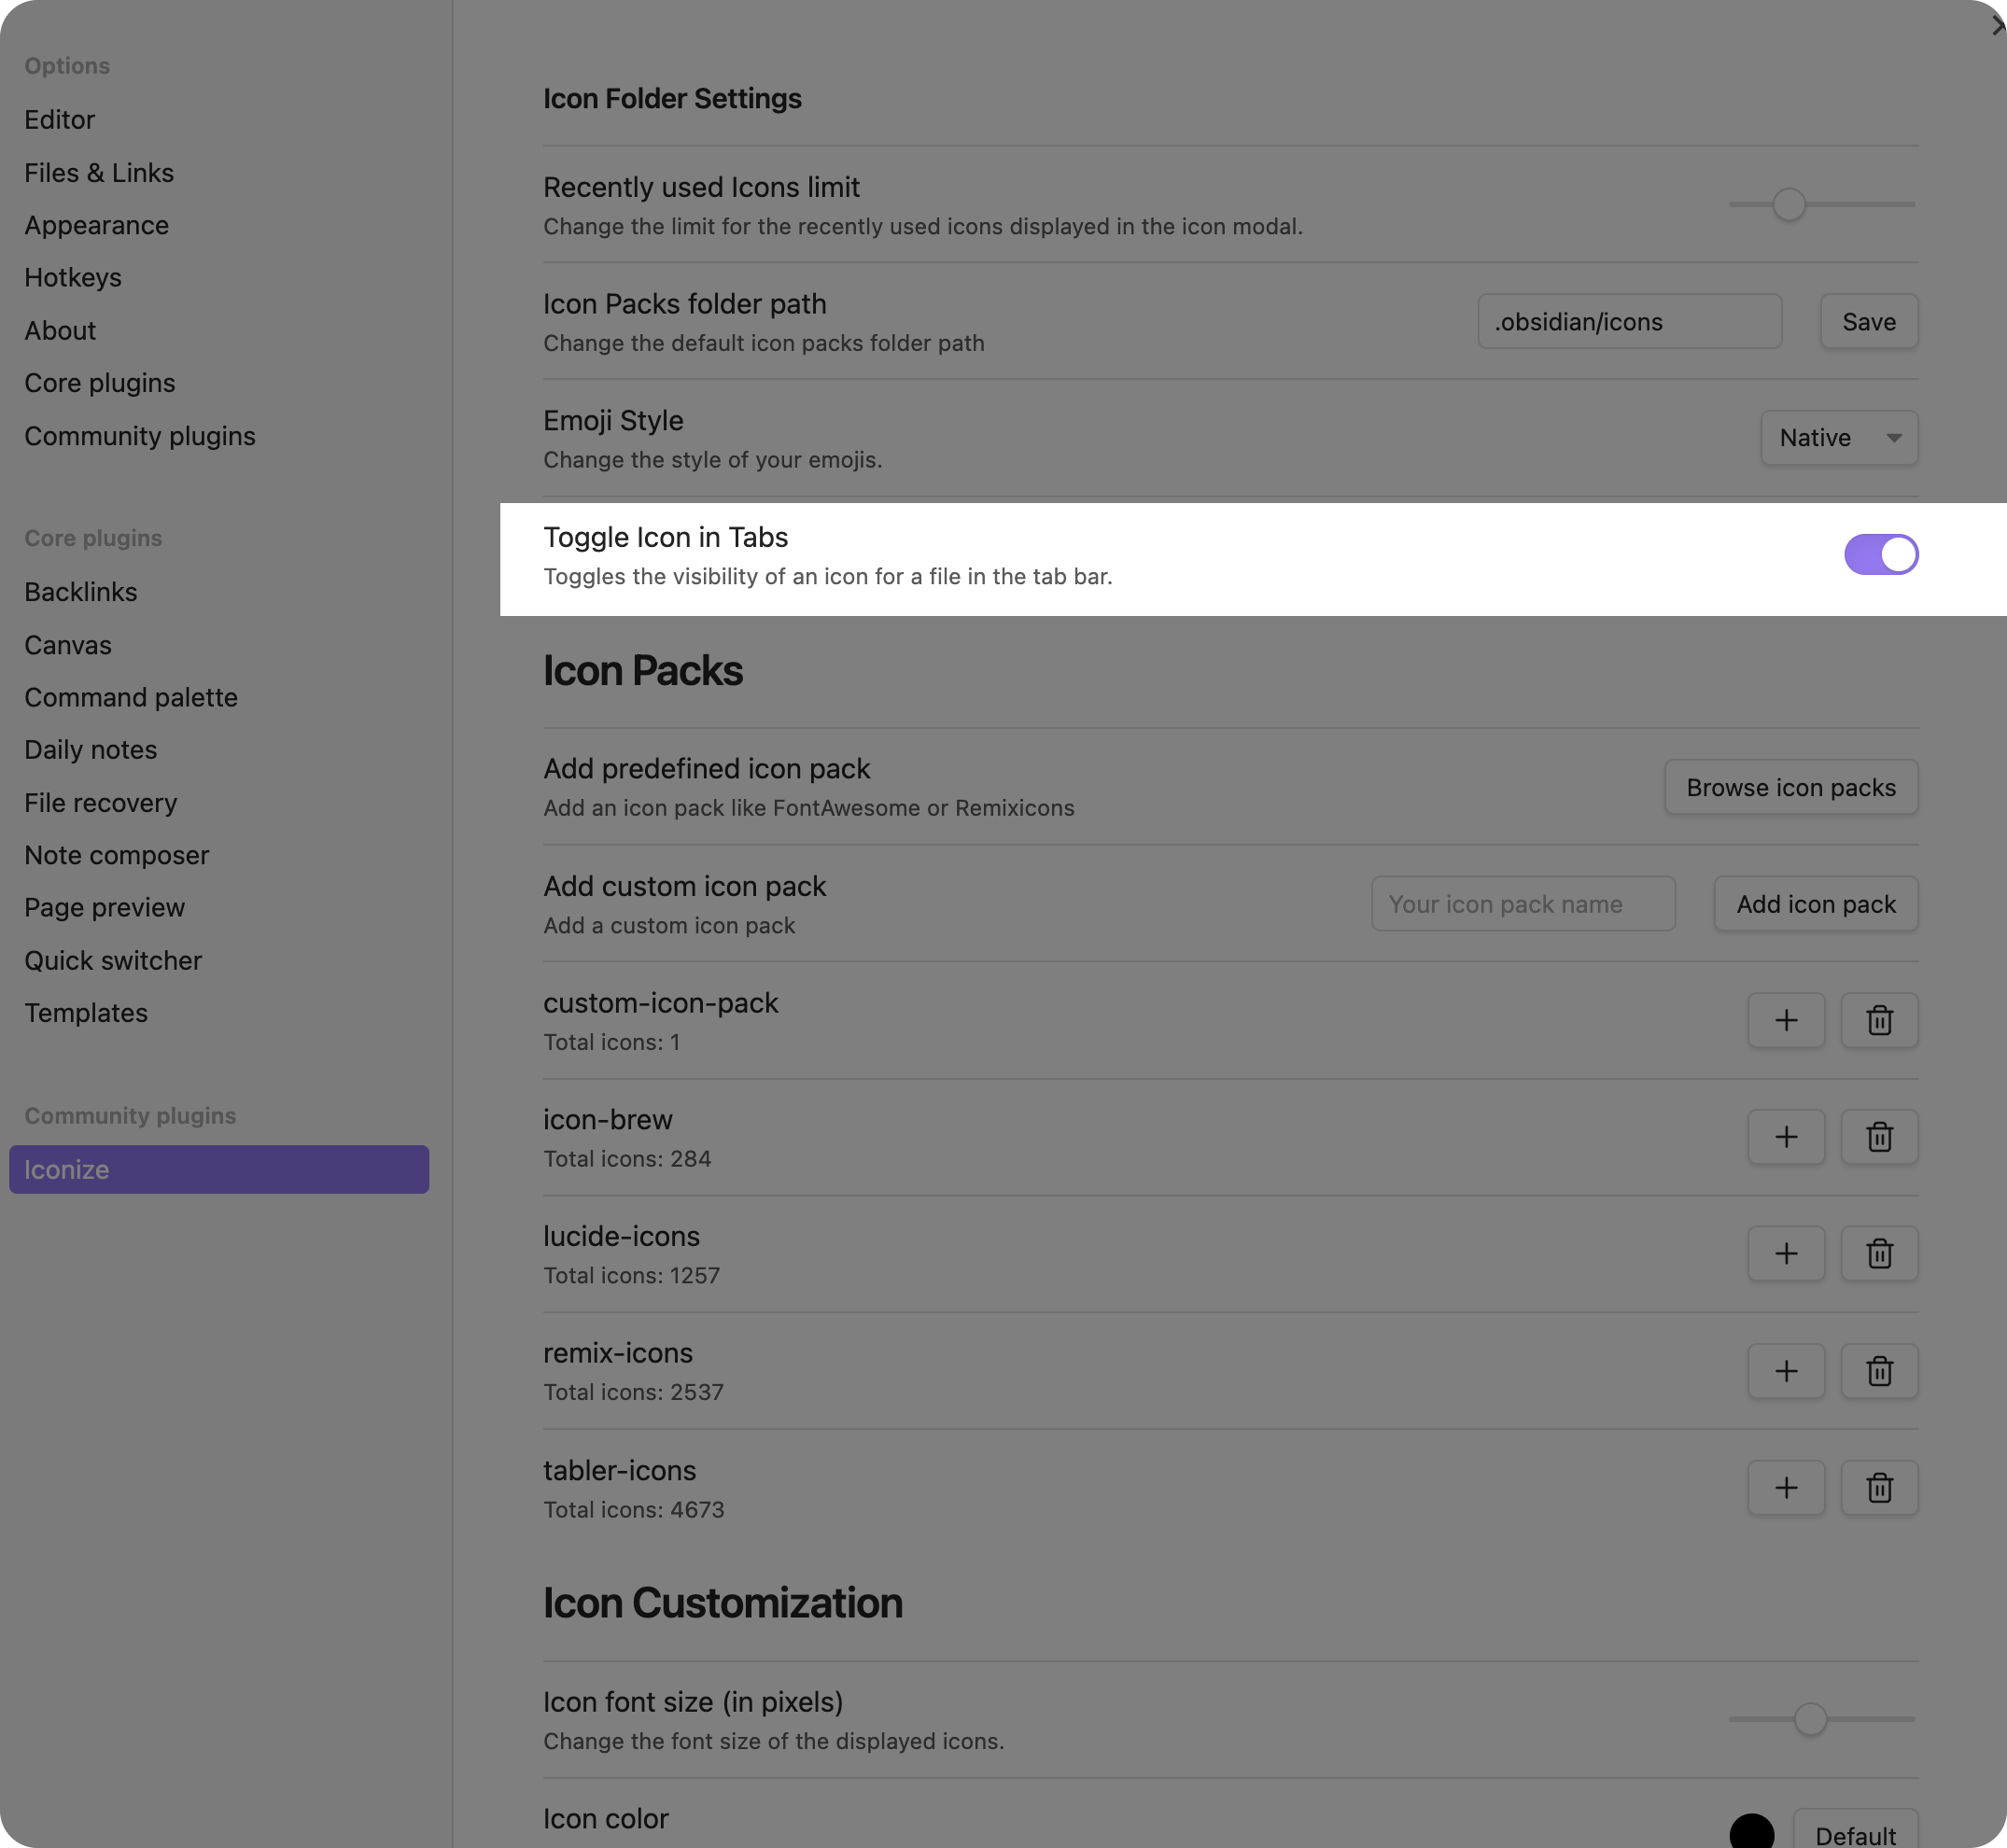 Options
Editor
Files & Links
Appearance
Hotkeys
About
Core plugins
Community plugins
Core plugins
Backlinks
Canvas
Command palette
Daily notes
File recovery
Note composer
Page preview
Quick switcher
Templates
Community plugins
Iconize
Icon Folder Settings
Recently used Icons limit
Change the limit for the recently used icons displayed in the icon modal.
Icon Packs folder path
Change the default icon packs folder path
.obsidian/icons
Save
Emoji Style
Change the style of your emojis.
Native
Toggle Icon in Tabs
Toggles the visibility of an icon for a file in the tab bar.
Icon Packs
Add predefined icon pack
Add an icon pack like FontAwesome or Remixicons
Browse icon packs
Add custom icon pack
Add a custom icon pack
Your icon pack name
Add icon pack
custom-icon-pack
Total icons: 1
icon-brew
Total icons: 284
lucide-icons
Total icons: 1257
remix-icons
Total icons: 2537
tabler-icons
Total icons: 4673
Icon Customization
Icon font size (in pixels)
Change the font size of the displayed icons.
Icon color
Default